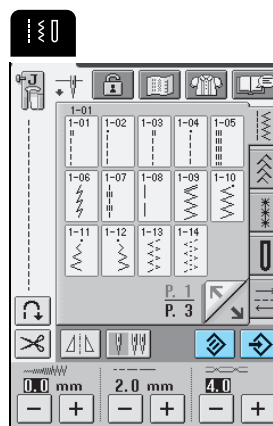 J
1-01
1-01 1-02 1-03 1-04 1-05
1-06 1-07 1-08 1-09 1-10
1-11 1-12 1-13 1-14
P. 1
P. 3
0.0 mm 2.0 mm 4.0
− + − + − +